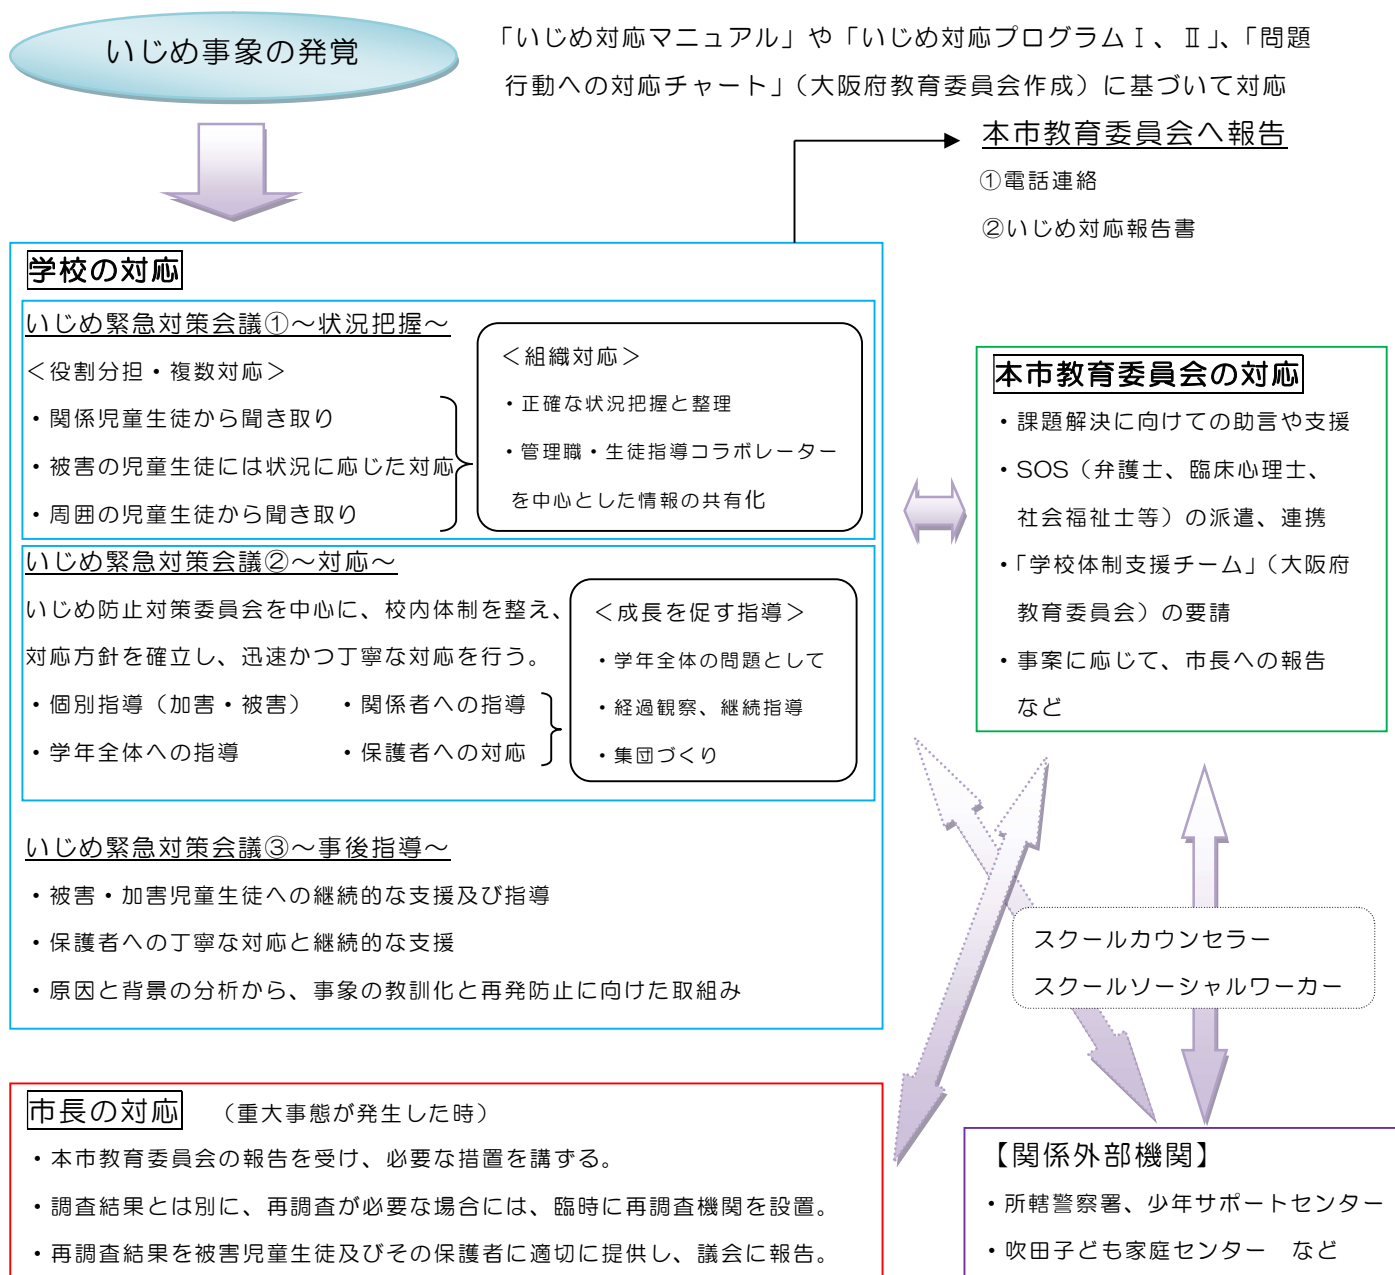 いじめ事象の発覚
「いじめ対応マニュアル」や「いじめ対応プログラムⅠ、Ⅱ」、「問題
行動への対応チャート」（大阪府教育委員会作成）に基づいて対応
本市教育委員会へ報告
①電話連絡
②いじめ対応報告書
学校の対応
いじめ緊急対策会議①～状況把握～
＜役割分担・複数対応＞
・関係児童生徒から聞き取り
・被害の児童生徒には状況に応じた対応
・周囲の児童生徒から聞き取り
＜組織対応＞
・正確な状況把握と整理
・管理職・生徒指導コラボレーター
を中心とした情報の共有化
いじめ緊急対策会議②～対応～
いじめ防止対策委員会を中心に、校内体制を整え、
対応方針を確立し、迅速かつ丁寧な対応を行う。
・個別指導（加害・被害）　・関係者への指導
・学年全体への指導　・保護者への対応
＜成長を促す指導＞
・学年全体の問題として
・経過観察、継続指導
・集団づくり
いじめ緊急対策会議③～事後指導～
・被害・加害児童生徒への継続的な支援及び指導
・保護者への丁寧な対応と継続的な支援
・原因と背景の分析から、事象の教訓化と再発防止に向けた取組み
本市教育委員会の対応
・課題解決に向けての助言や支援
・SOS（弁護士、臨床心理士、
社会福祉士等）の派遣、連携
・「学校体制支援チーム」（大阪府
教育委員会）の要請
・事案に応じて、市長への報告
など
スクールカウンセラー
スクールソーシャルワーカー
市長の対応　（重大事態が発生した時）
・本市教育委員会の報告を受け、必要な措置を講ずる。
・調査結果とは別に、再調査が必要な場合には、臨時に再調査機関を設置。
・再調査結果を被害児童生徒及びその保護者に適切に提供し、議会に報告。
【関係外部機関】
・所轄警察署、少年サポートセンター
・吹田子ども家庭センター　など